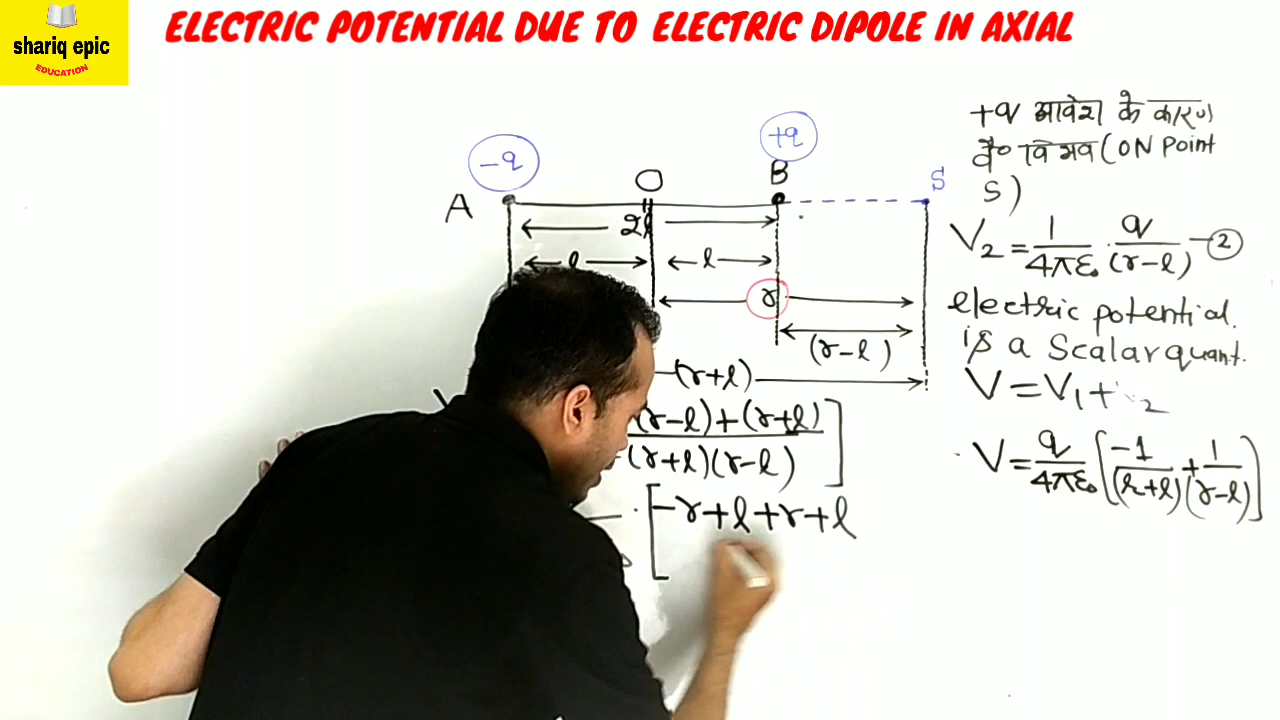 shariq epic
EDUCATION
ELECTRIC POTENTIAL DUE TO ELECTRIC DIPOLE IN AXIAL
-q
+q
A O B S
2l
l l
r
(r-l)
(r+l)
(r-l)+(r+l)]
(r+l)(r-l)
[-r+l+r+l
+q आवेश के कारण
वै० विभव (ON Point
S)
V₂ = 1/4πε₀ · q/(r-l) —②
electric potential.
is a Scalar quant.
V = V₁ + ₂
V = q/4πε₀ [-1/(r+l) + 1/(r-l)]